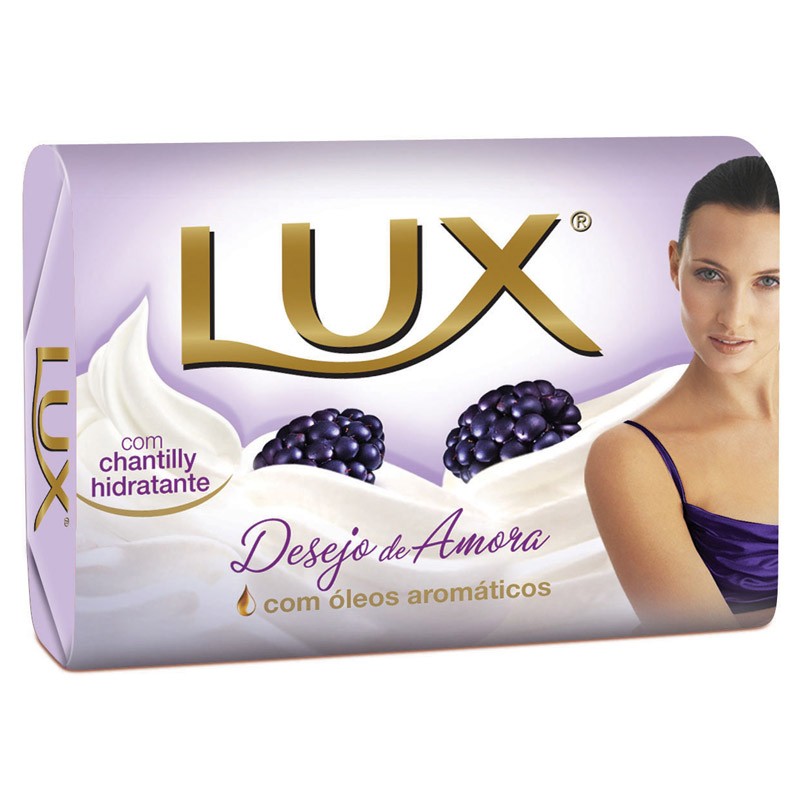 LUX®
com
chantilly
hidratante
Desejo de Amora
com óleos aromáticos
LUX®